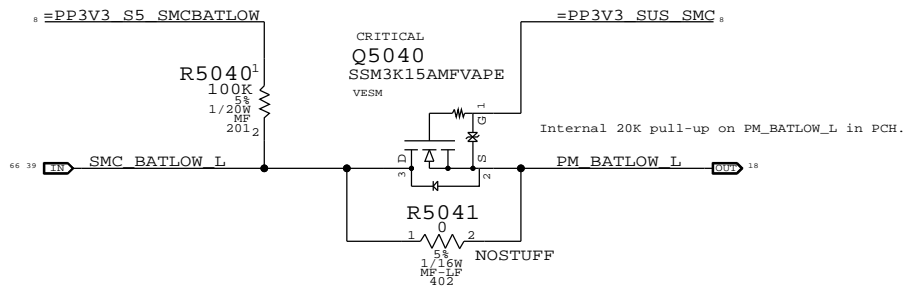 8 =PP3V3_S5_SMCBATLOW
=PP3V3_SUS_SMC 8
CRITICAL
Q5040
SSM3K15AMFVAPE
VESM
R5040
1
100K
5%
1/20W
MF
201
2
G 1
Internal 20K pull-up on PM_BATLOW_L in PCH.
66 39 IN SMC_BATLOW_L
D
3
S
2
PM_BATLOW_L
OUT 18
R5041
0
1
2
5%
1/16W
MF-LF
402
NOSTUFF